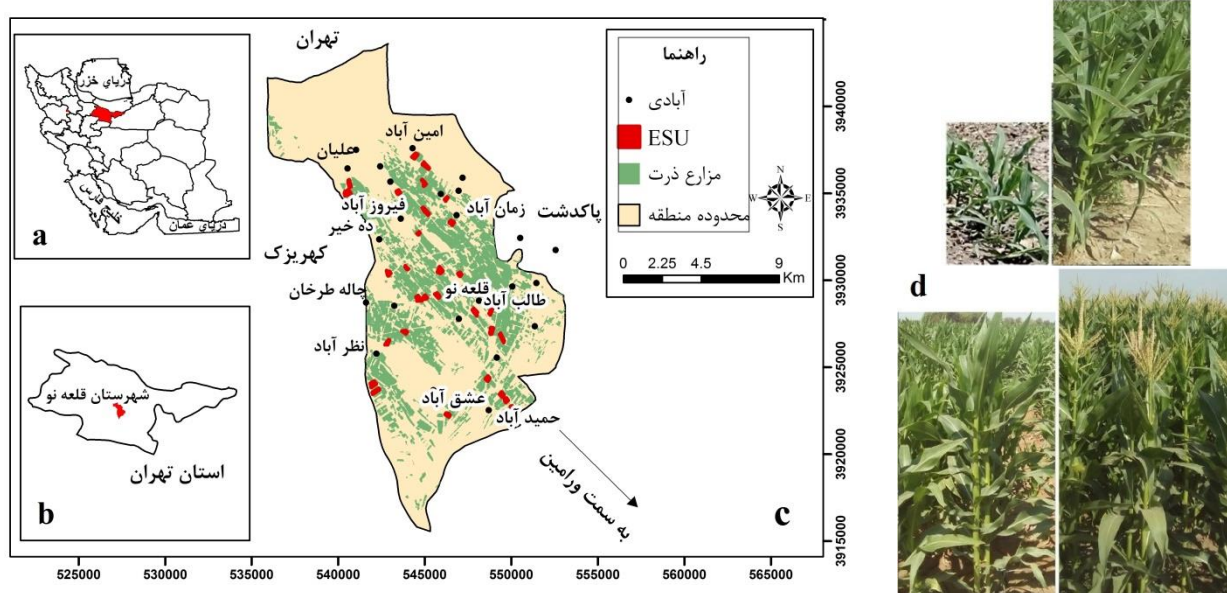 دریای خزر
خلیج فارس
دریای عمان
a
شهرستان قلعه نو
استان تهران
b
تهران
امین آباد
علیان
فیروز آباد
زمان آباد
پاکدشت
ده خیر
کهریزک
قلعه نو
طالب آباد
چاله طرخان
نظر آباد
عشق آباد
حمید آباد
به سمت ورامین
c
راهنما
آبادی
ESU
مزارع ذرت
محدوده منطقه
N
W E
S
0 2.25 4.5 9
Km
3940000
3935000
3930000
3925000
3920000
3915000
525000 530000 535000 540000 545000 550000 555000 560000 565000
d